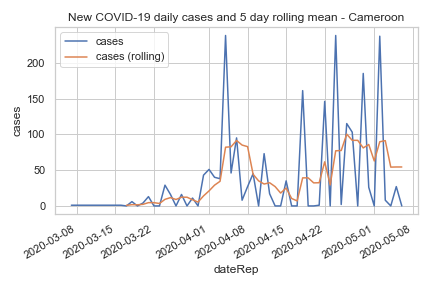 New COVID-19 daily cases and 5 day rolling mean - Cameroon
cases
cases (rolling)
200
150
100
50
0
cases
2020-03-08
2020-03-15
2020-03-22
2020-04-01
2020-04-08
2020-04-15
2020-04-22
2020-05-01
2020-05-08
dateRep